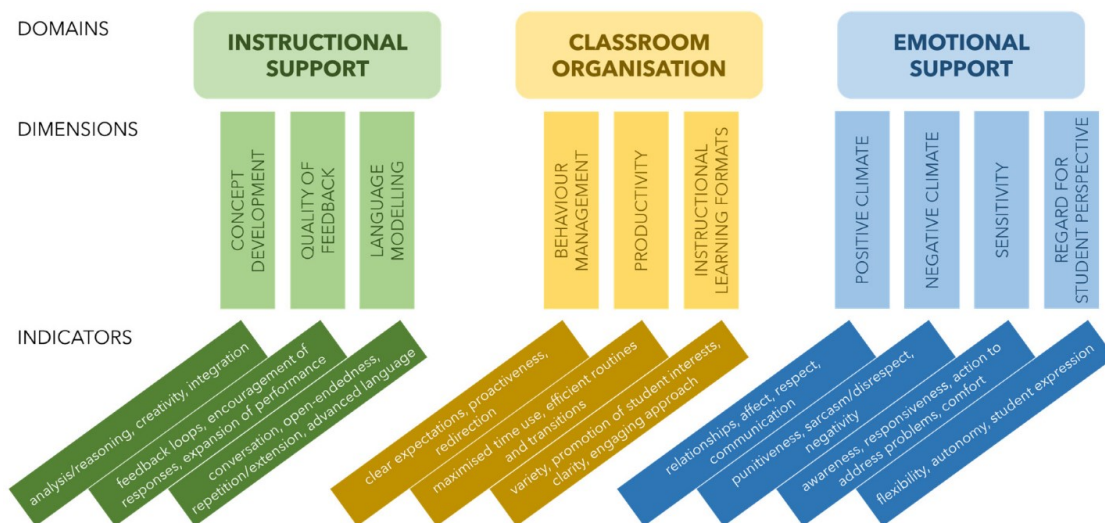 DOMAINS
INSTRUCTIONAL
SUPPORT
CLASSROOM
ORGANISATION
EMOTIONAL
SUPPORT
DIMENSIONS
CONCEPT
DEVELOPMENT
QUALITY OF
FEEDBACK
LANGUAGE
MODELLING
BEHAVIOUR
MANAGEMENT
PRODUCTIVITY
INSTRUCTIONAL
LEARNING FORMATS
POSITIVE CLIMATE
NEGATIVE CLIMATE
SENSITIVITY
REGARD FOR
STUDENT PERSPECTIVE
INDICATORS
analysis/reasoning, creativity, integration
feedback loops, encouragement of
responses, expansion of performance
conversation, open-endedness,
repetition/extension, advanced language
clear expectations, proactiveness,
redirection
maximised time use, efficient routines
and transitions
variety, promotion of student interests,
clarity, engaging approach
relationships, affect, respect,
communication
punitiveness, sarcasm/disrespect,
negativity
awareness, responsiveness, action to
address problems, comfort
flexibility, autonomy, student expression